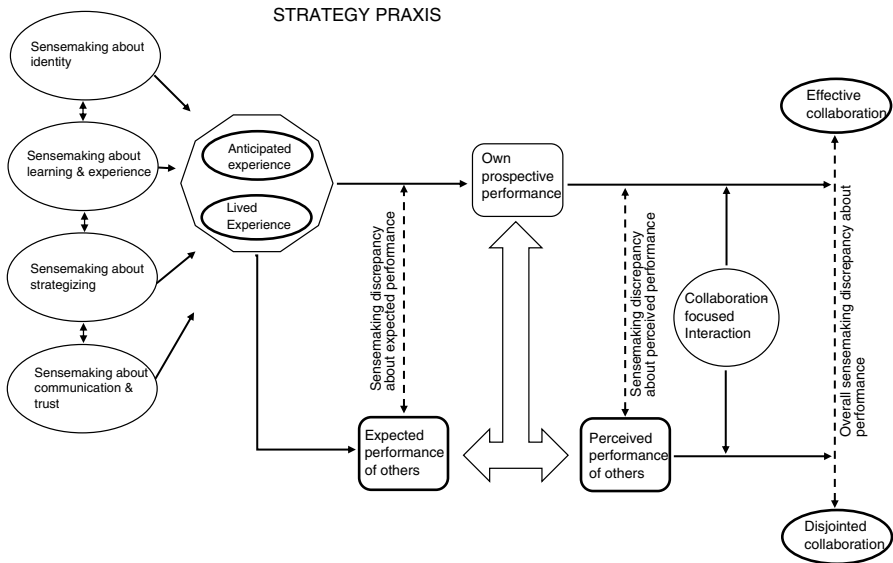 STRATEGY PRAXIS
Sensemaking about
identity
Sensemaking about
learning & experience
Sensemaking about
strategizing
Sensemaking about
communication &
trust
Anticipated
experience
Lived
Experience
Sensemaking discrepancy
about expected performance
Expected
performance
of others
Own
prospective
performance
Sensemaking discrepancy
about perceived performance
Perceived
performance
of others
Collaboration-
focused
Interaction
Effective
collaboration
Overall sensemaking discrepancy about
performance
Disjointed
collaboration